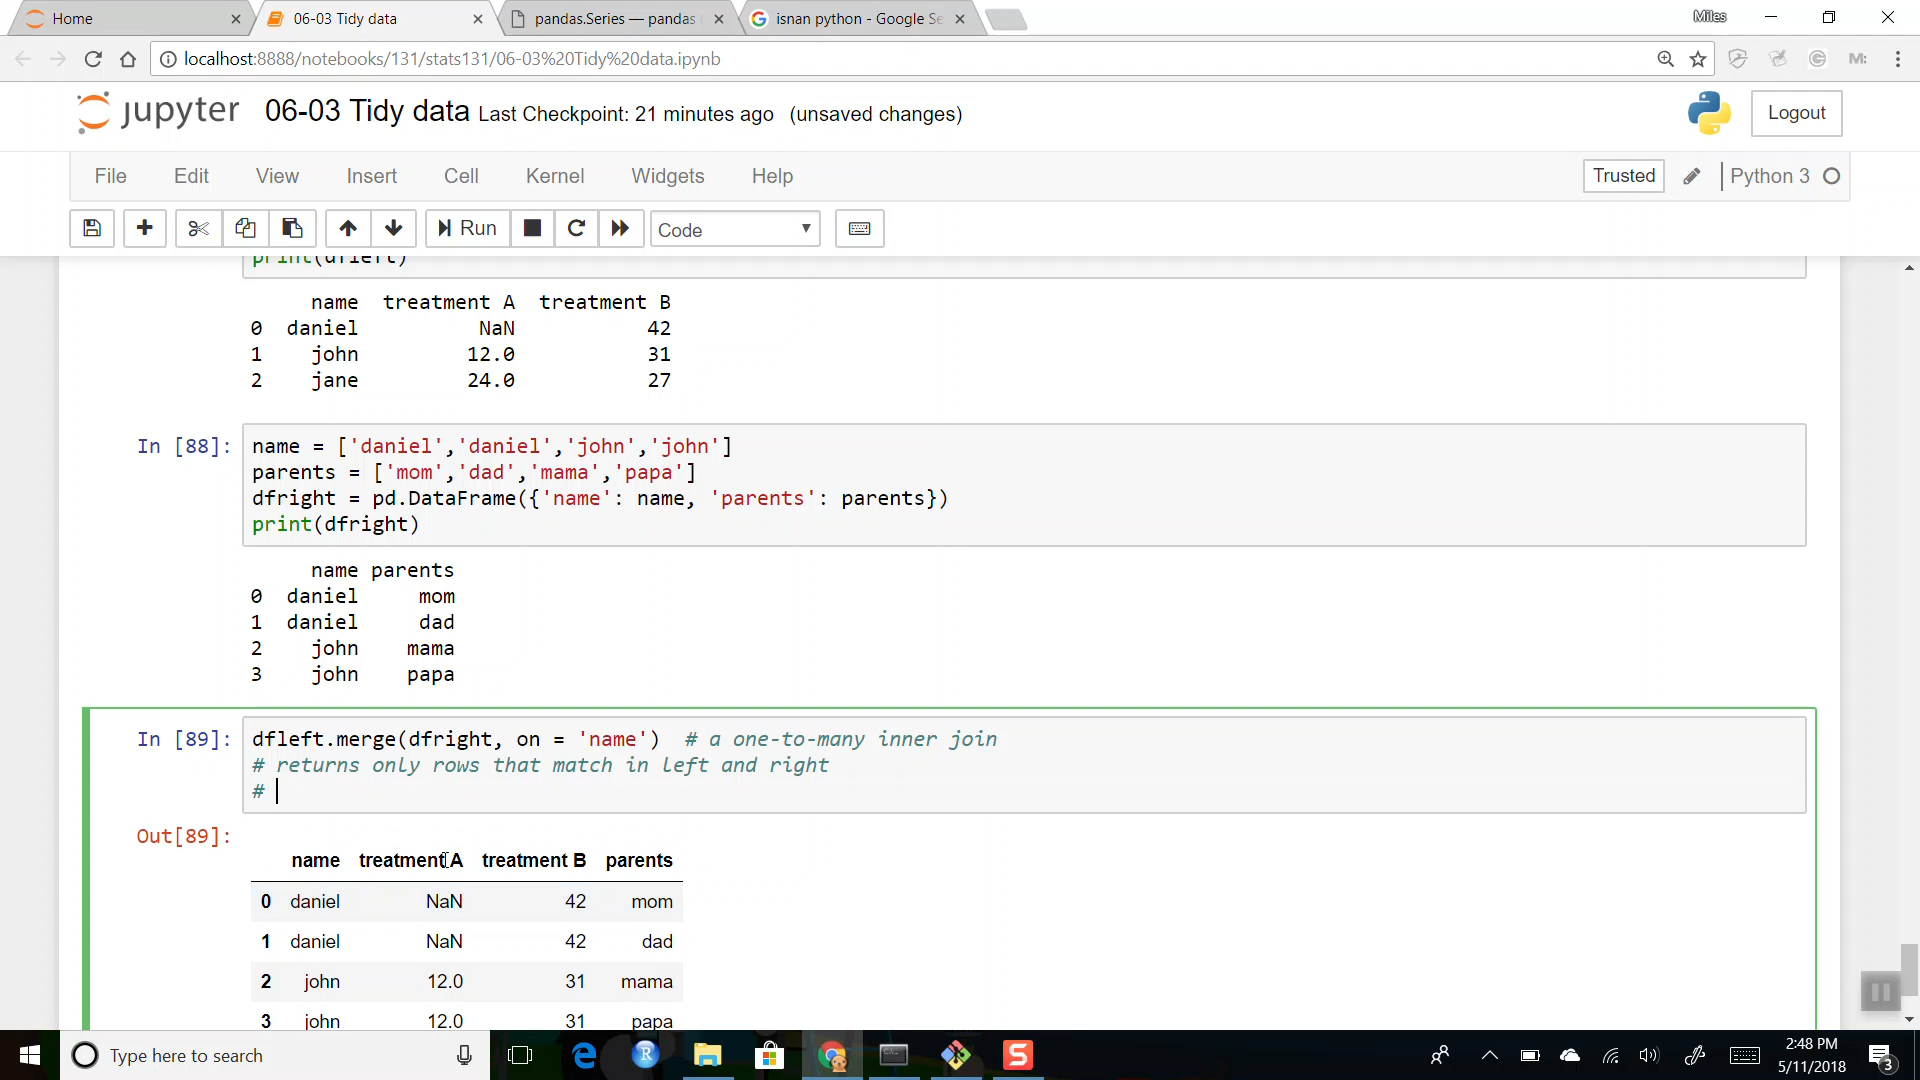 Home
06-03 Tidy data
pandas.Series — pandas
isnan python - Google Se
Miles
localhost:8888/notebooks/131/stats131/06-03%20Tidy%20data.ipynb
jupyter 06-03 Tidy data Last Checkpoint: 21 minutes ago (unsaved changes)
Logout
File Edit View Insert Cell Kernel Widgets Help
Trusted
Python 3
Run
Code
print(dfleft)
name treatment A treatment B
0 daniel NaN 42
1 john 12.0 31
2 jane 24.0 27
In [88]: name = ['daniel','daniel','john','john']
parents = ['mom','dad','mama','papa']
dfright = pd.DataFrame({'name': name, 'parents': parents})
print(dfright)
name parents
0 daniel mom
1 daniel dad
2 john mama
3 john papa
In [89]: dfleft.merge(dfright, on = 'name') # a one-to-many inner join
# returns only rows that match in left and right
#
Out[89]:
name treatment A treatment B parents
0 daniel NaN 42 mom
1 daniel NaN 42 dad
2 john 12.0 31 mama
3 john 12.0 31 papa
Type here to search
2:48 PM
5/11/2018
3